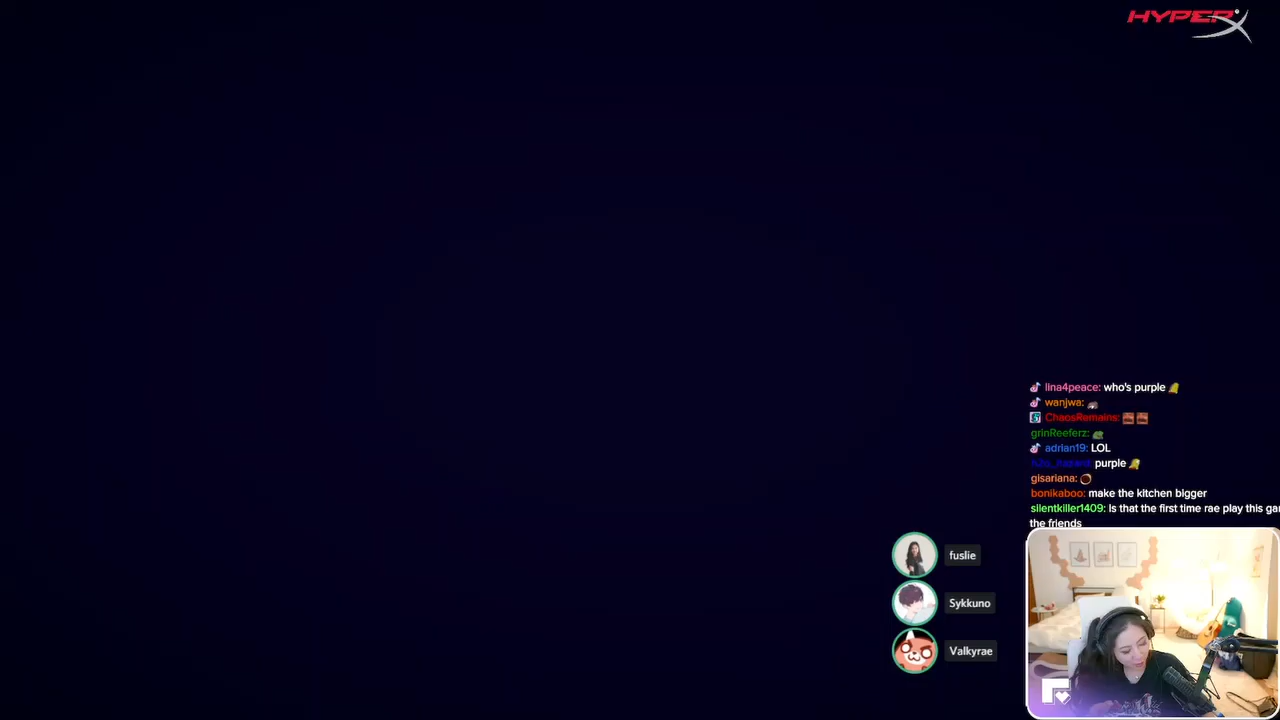 HYPERX
lina4peace: who's purple
wanjwa:
ChaosRemains:
grinReeferz:
adrian19: LOL
purple
gisariana:
bonikaboo: make the kitchen bigger
silentkiller1409: Is that the first time rae play this
the friends
fuslie
Sykkuno
Valkyrae